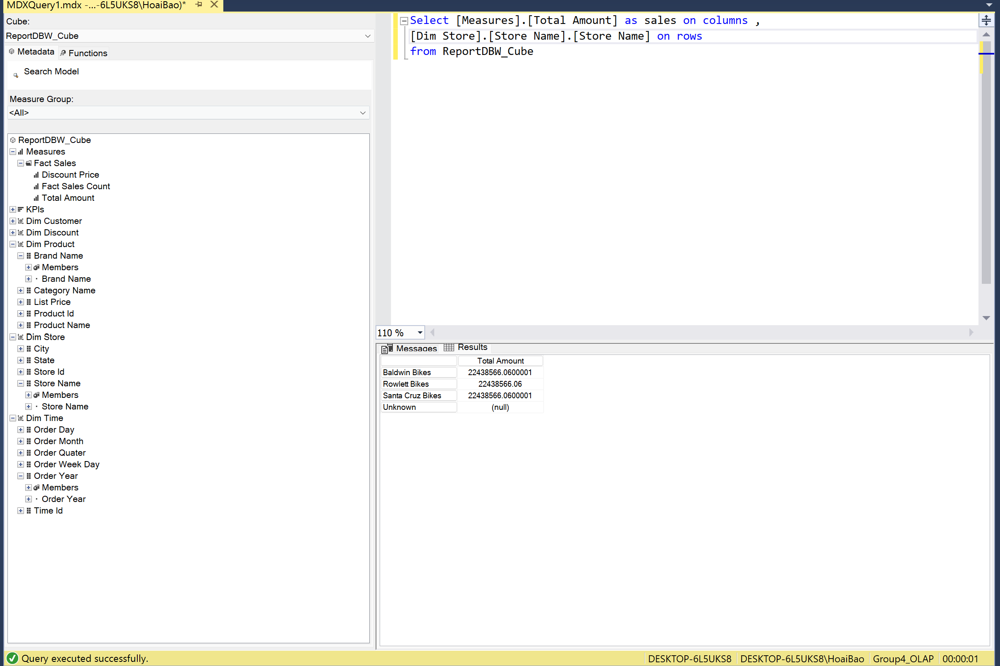 MDXQuery1.mdx -...-6L5UKS8\HoaiBao)*
Cube:
ReportDBW_Cube
Metadata
Functions
Search Model
Measure Group:
<All>
ReportDBW_Cube
Measures
Fact Sales
Discount Price
Fact Sales Count
Total Amount
KPIs
Dim Customer
Dim Discount
Dim Product
Brand Name
Members
Brand Name
Category Name
List Price
Product Id
Product Name
Dim Store
City
State
Store Id
Store Name
Members
Store Name
Dim Time
Order Day
Order Month
Order Quater
Order Week Day
Order Year
Members
Order Year
Time Id
Select [Measures].[Total Amount] as sales on columns ,
[Dim Store].[Store Name].[Store Name] on rows
from ReportDBW_Cube
110 %
Messages
Results
Total Amount
Baldwin Bikes 22438566.0600001
Rowlett Bikes 22438566.06
Santa Cruz Bikes 22438566.0600001
Unknown (null)
Query executed successfully.
DESKTOP-6L5UKS8
DESKTOP-6L5UKS8\HoaiBao
Group4_OLAP
00:00:01